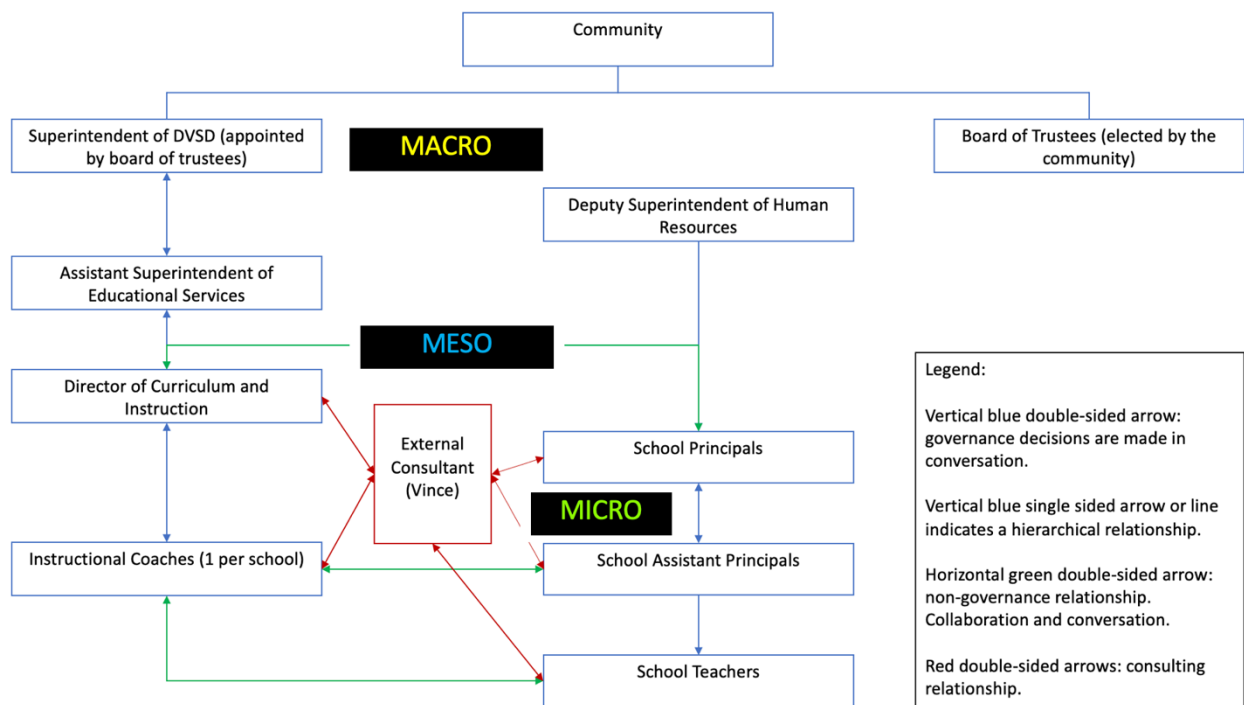 Community
Superintendent of DVSD (appointed
by board of trustees)
MACRO
Board of Trustees (elected by the
community)
Deputy Superintendent of Human
Resources
Assistant Superintendent of
Educational Services
MESO
Director of Curriculum and
Instruction
External
Consultant
(Vince)
School Principals
MICRO
Instructional Coaches (1 per school)
School Assistant Principals
School Teachers
Legend:
Vertical blue double-sided arrow:
governance decisions are made in
conversation.
Vertical blue single sided arrow or line
indicates a hierarchical relationship.
Horizontal green double-sided arrow:
non-governance relationship.
Collaboration and conversation.
Red double-sided arrows: consulting
relationship.